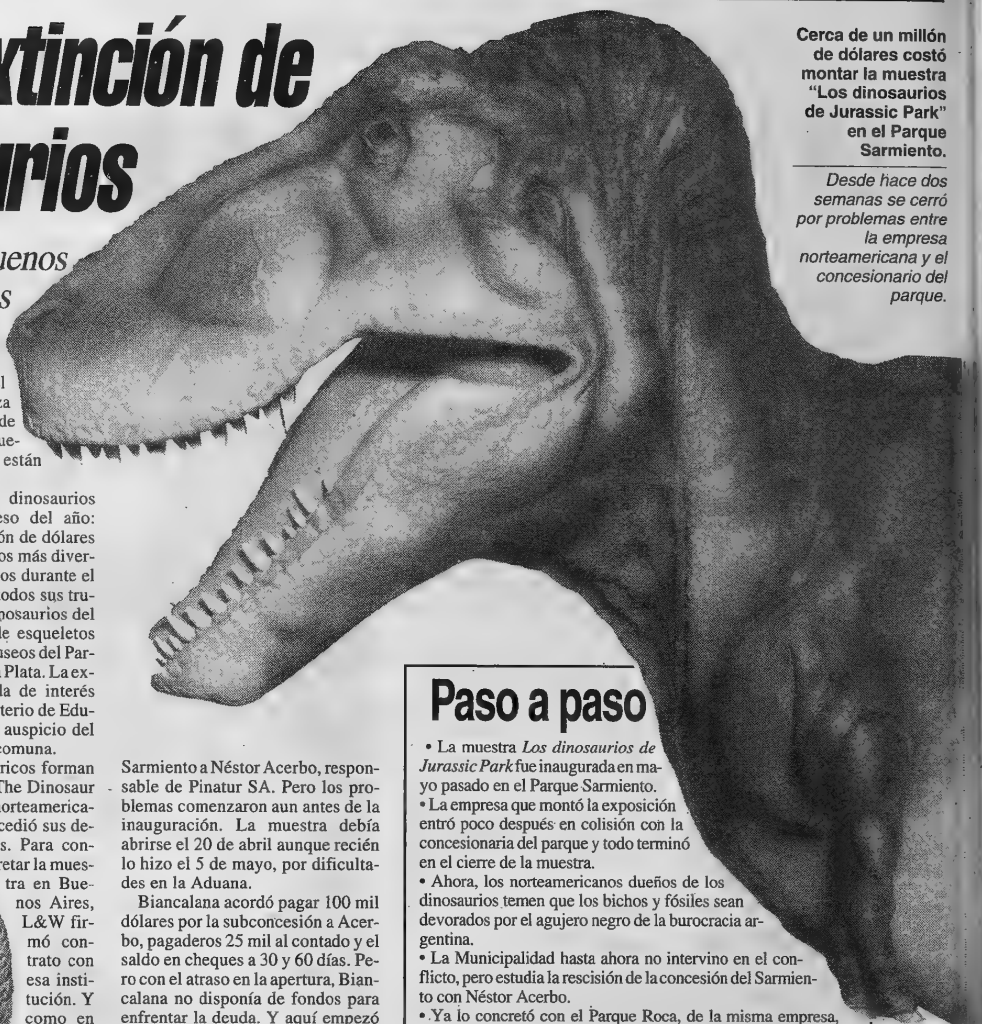 xtinción de
urios
uenos
s
l
za
de
ue-
están
dinosaurios
eso del año:
ón de dólares
os más diver-
os durante el
odos sus tru-
posaurios del
le esqueletos
useos del Par-
Plata. La ex-
la de interés
terio de Edu-
auspicio del
comuna.
ricos forman
The Dinosaur
orteamerica-
cedió sus de-
s. Para con-
retar la mues-
tra en Bue-
nos Aires,
L&W fir-
mó con-
trato con
esa insti-
tución. Y
como en
Sarmiento a Néstor Acerbo, respon-
sable de Pinatur SA. Pero los pro-
blemas comenzaron aun antes de la
inauguración. La muestra debía
abrirse el 20 de abril aunque recién
lo hizo el 5 de mayo, por dificulta-
des en la Aduana.
Biancalana acordó pagar 100 mil
dólares por la subconcesión a Acer-
bo, pagaderos 25 mil al contado y el
saldo en cheques a 30 y 60 días. Pe-
ro con el atraso en la apertura, Bian-
calana no disponía de fondos para
enfrentar la deuda. Y aquí empezó
Cerca de un millón
de dólares costó
montar la muestra
"Los dinosaurios
de Jurassic Park"
en el Parque
Sarmiento.
Desde hace dos
semanas se cerró
por problemas entre
la empresa
norteamericana y el
concesionario del
parque.
Paso a paso
• La muestra Los dinosaurios de
Jurassic Park fue inaugurada en ma-
yo pasado en el Parque Sarmiento.
• La empresa que montó la exposición
entró poco después en colisión con la
concesionaria del parque y todo terminó
en el cierre de la muestra.
• Ahora, los norteamericanos dueños de los
dinosaurios temen que los bichos y fósiles sean
devorados por el agujero negro de la burocracia ar-
gentina.
• La Municipalidad hasta ahora no intervino en el con-
flicto, pero estudia la rescisión de la concesión del Sarmien-
to con Néstor Acerbo.
• Ya lo concretó con el Parque Roca, de la misma empresa,